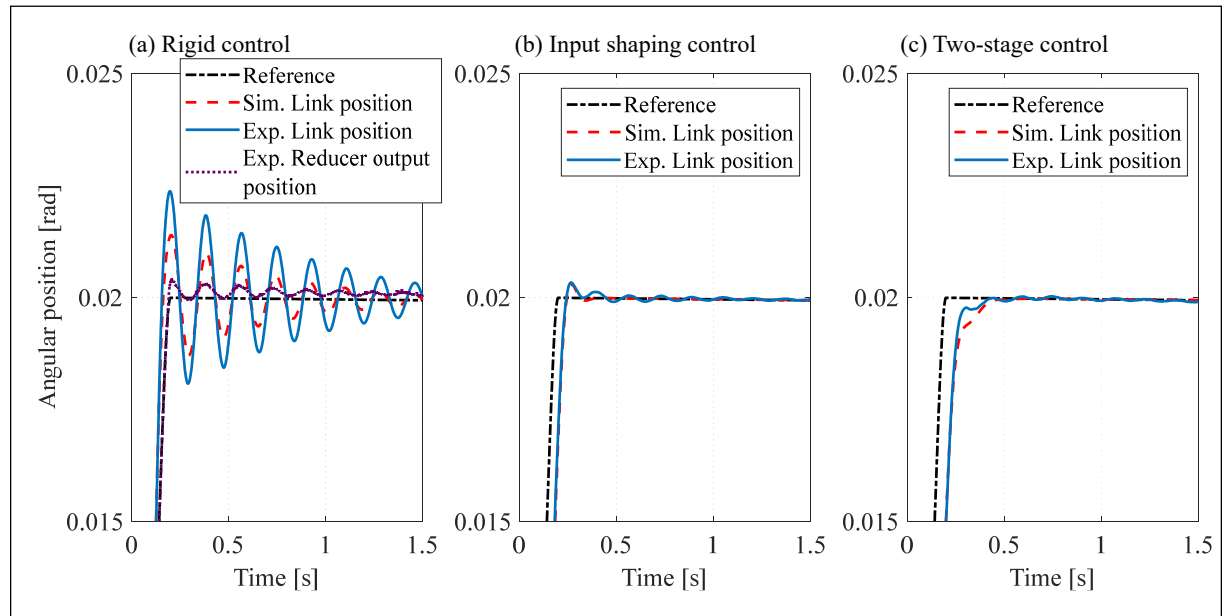 (a) Rigid control
(b) Input shaping control
(c) Two-stage control
Angular position [rad]
0.025
0.02
0.015
Reference
Sim. Link position
Exp. Link position
Exp. Reducer output
position
0
0.5
1
1.5
Time [s]
0.025
0.02
0.015
Reference
Sim. Link position
Exp. Link position
0
0.5
1
1.5
Time [s]
0.025
0.02
0.015
Reference
Sim. Link position
Exp. Link position
0
0.5
1
1.5
Time [s]